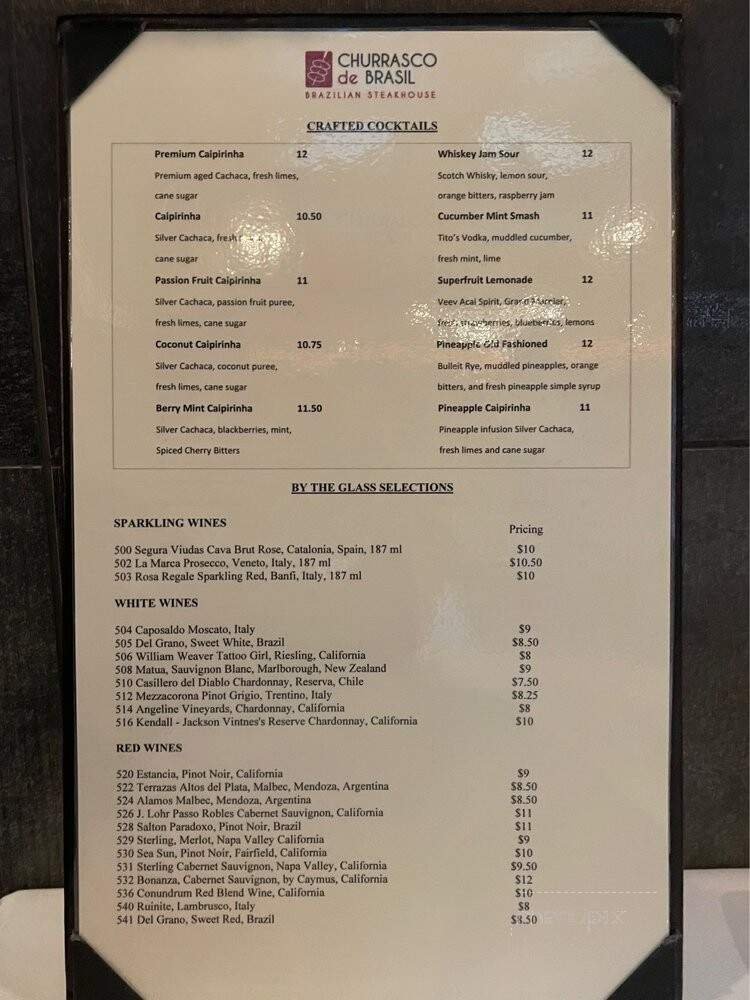 CHURRASCO
de BRASIL
BRAZILIAN STEAKHOUSE
CRAFTED COCKTAILS
Premium Caipirinha 12
Premium aged Cachaca, fresh limes,
cane sugar
Caipirinha 10.50
Silver Cachaca, fresh
cane sugar
Passion Fruit Caipirinha 11
Silver Cachaca, passion fruit puree,
fresh limes, cane sugar
Coconut Caipirinha 10.75
Silver Cachaca, coconut puree,
fresh limes, cane sugar
Berry Mint Caipirinha 11.50
Silver Cachaca, blackberries, mint,
Spiced Cherry Bitters
Whiskey Jam Sour 12
Scotch Whisky, lemon sour,
orange bitters, raspberry jam
Cucumber Mint Smash 11
Tito's Vodka, muddled cucumber,
fresh mint, lime
Superfruit Lemonade 12
Veev Acai Spirit, Grand Marnier,
fresh strawberries, blueberries, lemons
Pineapple Old Fashioned 12
Bulleit Rye, muddled pineapples, orange
bitters, and fresh pineapple simple syrup
Pineapple Caipirinha 11
Pineapple infusion Silver Cachaca,
fresh limes and cane sugar
BY THE GLASS SELECTIONS
SPARKLING WINES
Pricing
500 Segura Viudas Cava Brut Rose, Catalonia, Spain, 187 ml $10
502 La Marca Prosecco, Veneto, Italy, 187 ml $10.50
503 Rosa Regale Sparkling Red, Banfi, Italy, 187 ml $10
WHITE WINES
504 Caposaldo Moscato, Italy $9
505 Del Grano, Sweet White, Brazil $8.50
506 William Weaver Tattoo Girl, Riesling, California $8
508 Matua, Sauvignon Blanc, Marlborough, New Zealand $9
510 Casillero del Diablo Chardonnay, Reserva, Chile $7.50
512 Mezzacorona Pinot Grigio, Trentino, Italy $8.25
514 Angeline Vineyards, Chardonnay, California $8
516 Kendall - Jackson Vintnes's Reserve Chardonnay, California $10
RED WINES
520 Estancia, Pinot Noir, California $9
522 Terrazas Altos del Plata, Malbec, Mendoza, Argentina $8.50
524 Alamos Malbec, Mendoza, Argentina $8.50
526 J. Lohr Passo Robles Cabernet Sauvignon, California $11
528 Salton Paradoxo, Pinot Noir, Brazil $11
529 Sterling, Merlot, Napa Valley California $9
530 Sea Sun, Pinot Noir, Fairfield, California $10
531 Sterling Cabernet Sauvignon, Napa Valley, California $9.50
532 Bonanza, Cabernet Sauvignon, by Caymus, California $12
536 Conundrum Red Blend Wine, California $10
540 Ruinite, Lambrusco, Italy $8
541 Del Grano, Sweet Red, Brazil $8.50